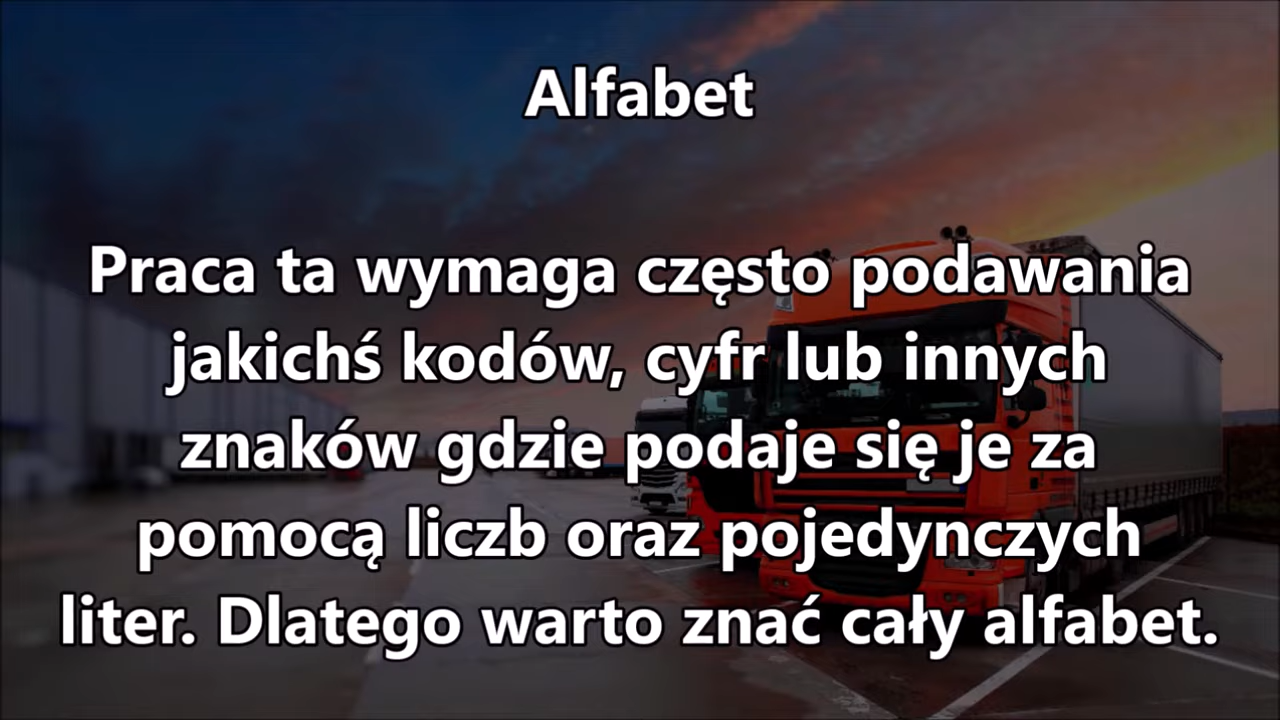 Alfabet
Praca ta wymaga często podawania
jakichś kodów, cyfr lub innych
znaków gdzie podaje się je za
pomocą liczb oraz pojedynczych
liter. Dlatego warto znać cały alfabet.